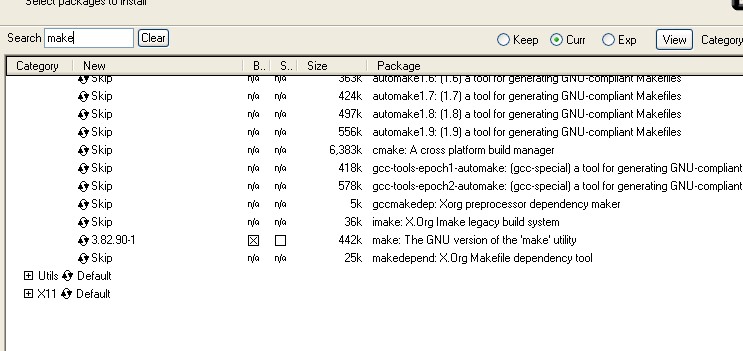 Select packages to install
Search make Clear Keep Curr Exp View Category
Category New B.. S.. Size Package
Skip n/a n/a 363k automake1.6: (1.6) a tool for generating GNU-compliant Makefiles
Skip n/a n/a 424k automake1.7: (1.7) a tool for generating GNU-compliant Makefiles
Skip n/a n/a 497k automake1.8: (1.8) a tool for generating GNU-compliant Makefiles
Skip n/a n/a 556k automake1.9: (1.9) a tool for generating GNU-compliant Makefiles
Skip n/a n/a 6,383k cmake: A cross platform build manager
Skip n/a n/a 418k gcc-tools-epoch1-automake: (gcc-special) a tool for generating GNU-compliant
Skip n/a n/a 578k gcc-tools-epoch2-automake: (gcc-special) a tool for generating GNU-compliant
Skip n/a n/a 5k gccmakedep: Xorg preprocessor dependency maker
Skip n/a n/a 36k imake: X.Org Imake legacy build system
3.82.90-1 442k make: The GNU version of the 'make' utility
Skip n/a n/a 25k makedepend: X.Org Makefile dependency tool
Utils Default
X11 Default